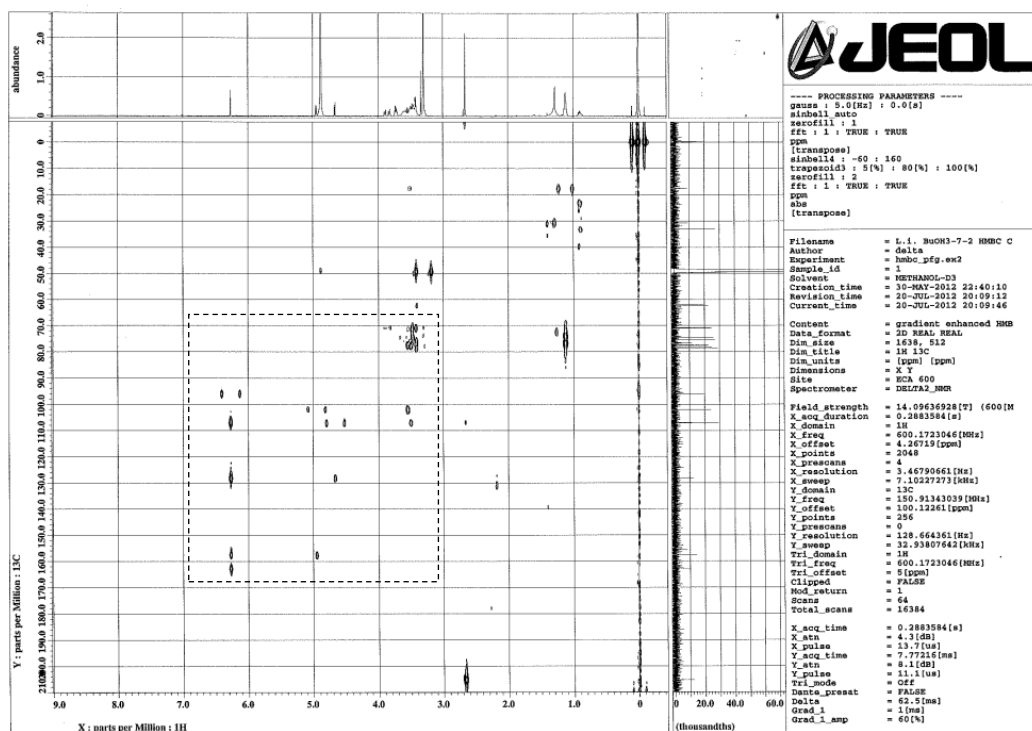 JEOL
---- PROCESSING PARAMETERS ----
gauss : 5.0[Hz] : 0.0[s]
sinbell_auto
zerofill : 1
fft : 1 : TRUE : TRUE
ppm
[transpose]
sinbell4 : -60 : 160
trapezoid3 : 5[%] : 80[%] : 100[%]
zerofill : 2
fft : 1 : TRUE : TRUE
ppm
abs
[transpose]
Filename = L.i. BuOH3-7-2 HMBC C
Author = delta
Experiment = hmbc_pfg.ex2
Sample_id = 1
Solvent = METHANOL-D3
Creation_time = 30-MAY-2012 22:40:10
Revision_time = 20-JUL-2012 20:09:12
Current_time = 20-JUL-2012 20:09:46
Content = gradient enhanced HMB
Data_format = 2D REAL REAL
Dim_size = 1638, 512
Dim_title = 1H 13C
Dim_units = [ppm] [ppm]
Dimensions = X Y
Site = ECA 600
Spectrometer = DELTA2_NMR
Field_strength = 14.09636928[T] (600[M
X_acq_duration = 0.2883584[s]
X_domain = 1H
X_freq = 600.1723046[MHz]
X_offset = 4.26719[ppm]
X_points = 2048
X_prescans = 4
X_resolution = 3.46790661[Hz]
X_sweep = 7.10227273[kHz]
Y_domain = 13C
Y_freq = 150.91343039[MHz]
Y_offset = 100.12261[ppm]
Y_points = 256
Y_prescans = 0
Y_resolution = 128.664361[Hz]
Y_sweep = 32.93807642[kHz]
Tri_domain = 1H
Tri_freq = 600.1723046[MHz]
Tri_offset = 5[ppm]
Clipped = FALSE
Mod_return = 1
Scans = 64
Total_scans = 16384
X_acq_time = 0.2883584[s]
X_atn = 4.3[dB]
X_pulse = 13.7[us]
Y_acq_time = 7.77216[ms]
Y_atn = 8.1[dB]
Y_pulse = 11.1[us]
Tri_mode = Off
Dante_presat = FALSE
Delta = 62.5[ms]
Grad_1 = 1[ms]
Grad_1_amp = 60[%]
abundance
2.0
1.0
0
0
10.0
20.0
30.0
40.0
50.0
60.0
70.0
80.0
90.0
100.0
110.0
120.0
130.0
140.0
150.0
160.0
170.0
180.0
190.0
Y : parts per Million : 13C
9.0 8.0 7.0 6.0 5.0 4.0 3.0 2.0 1.0 0
X : parts per Million : 1H
0 10.0 20.0 30.0 40.0 50.0 60.0
(thousandths)